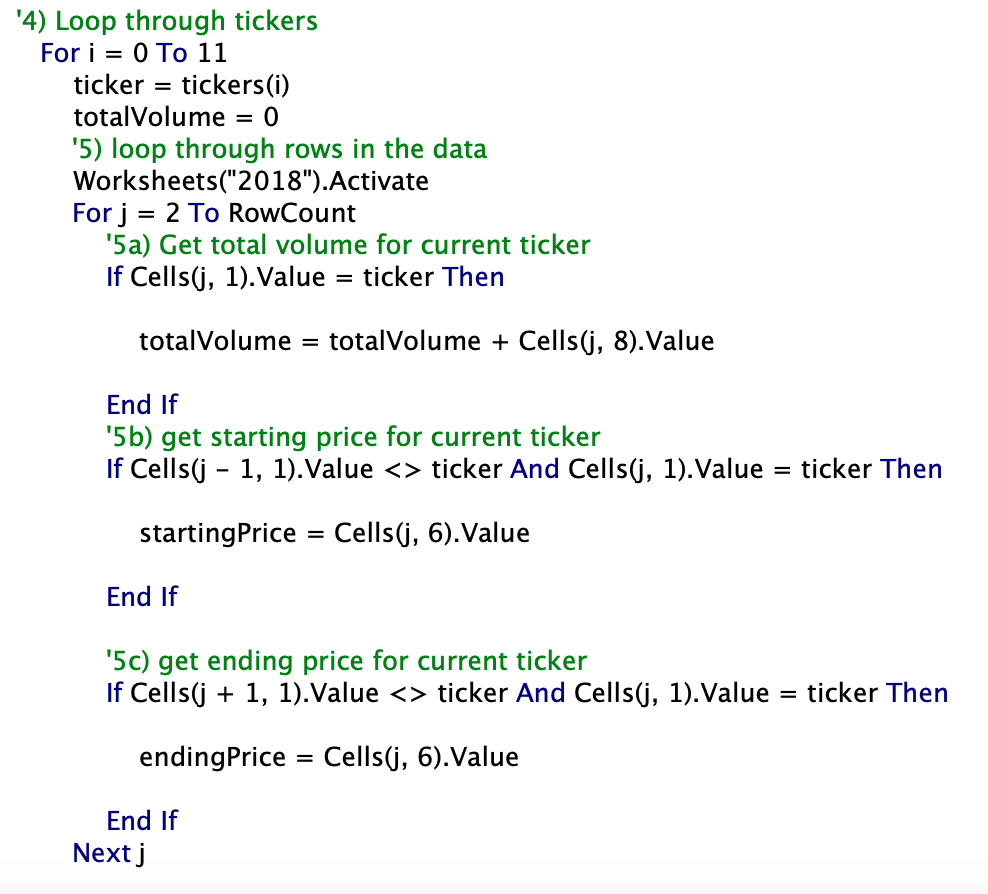 '4) Loop through tickers
For i = 0 To 11
ticker = tickers(i)
totalVolume = 0
'5) loop through rows in the data
Worksheets("2018").Activate
For j = 2 To RowCount
'5a) Get total volume for current ticker
If Cells(j, 1).Value = ticker Then
totalVolume = totalVolume + Cells(j, 8).Value
End If
'5b) get starting price for current ticker
If Cells(j - 1, 1).Value <> ticker And Cells(j, 1).Value = ticker Then
startingPrice = Cells(j, 6).Value
End If
'5c) get ending price for current ticker
If Cells(j + 1, 1).Value <> ticker And Cells(j, 1).Value = ticker Then
endingPrice = Cells(j, 6).Value
End If
Next j